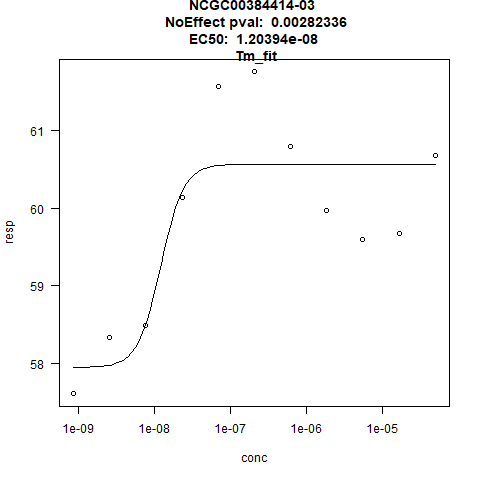 NCGC00384414-03
NoEffect pval: 0.00282336
EC50: 1.20394e-08
Tm_fit
61
60
59
58
resp
1e-09 1e-08 1e-07 1e-06 1e-05
conc